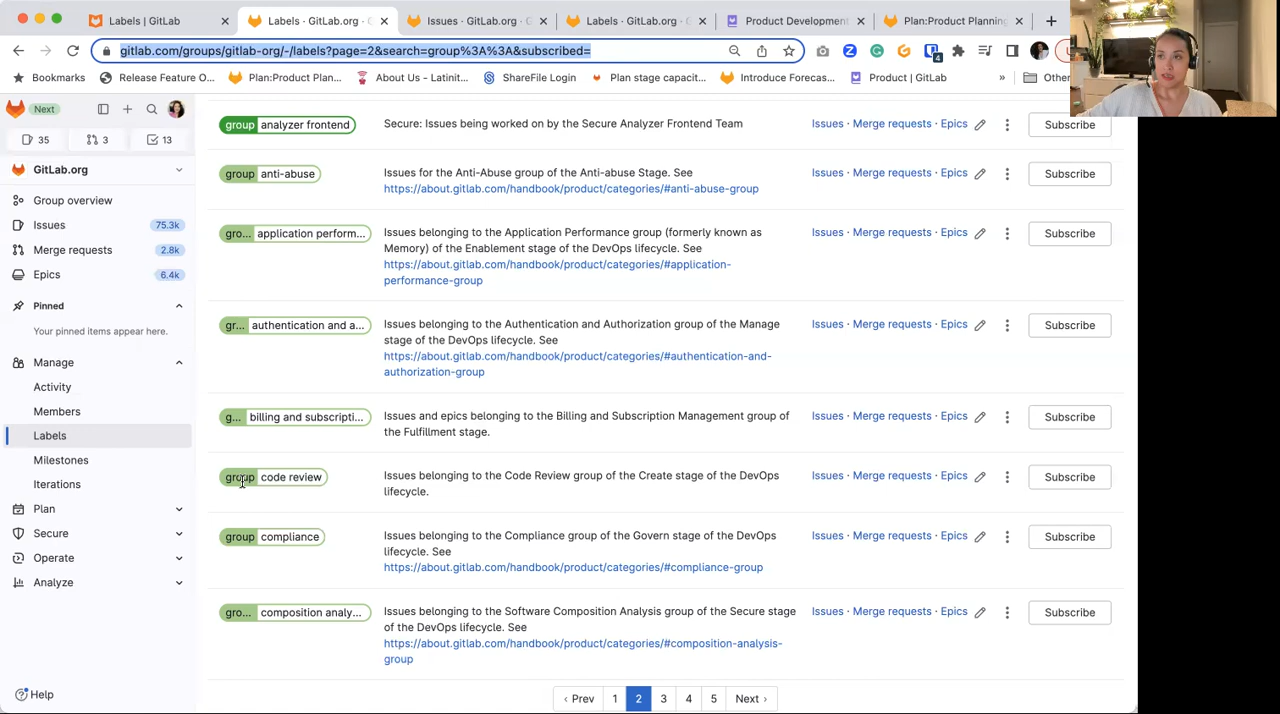 Labels | GitLab
Labels · GitLab.org · G
Issues · GitLab.org · G
Labels · GitLab.org · G
Product Development
Plan:Product Planning
gitlab.com/groups/gitlab-org/-/labels?page=2&search=group%3A%3A&subscribed=
4
Bookmarks
Release Feature O...
Plan:Product Plan...
About Us - Latinit...
ShareFile Login
Plan stage capacit...
Introduce Forecas...
Product | GitLab
»
Other
Next
35
3
13
GitLab.org
Group overview
Issues 75.3k
Merge requests 2.8k
Epics 6.4k
Pinned
Your pinned items appear here.
Manage
Activity
Members
Labels
Milestones
Iterations
Plan
Secure
Operate
Analyze
Help
group analyzer frontend
Secure: Issues being worked on by the Secure Analyzer Frontend Team
Issues · Merge requests · Epics
Subscribe
group anti-abuse
Issues for the Anti-Abuse group of the Anti-abuse Stage. See
https://about.gitlab.com/handbook/product/categories/#anti-abuse-group
Issues · Merge requests · Epics
Subscribe
gro... application perform...
Issues belonging to the Application Performance group (formerly known as
Memory) of the Enablement stage of the DevOps lifecycle. See
https://about.gitlab.com/handbook/product/categories/#application-
performance-group
Issues · Merge requests · Epics
Subscribe
gr... authentication and a...
Issues belonging to the Authentication and Authorization group of the Manage
stage of the DevOps lifecycle. See
https://about.gitlab.com/handbook/product/categories/#authentication-and-
authorization-group
Issues · Merge requests · Epics
Subscribe
g... billing and subscripti...
Issues and epics belonging to the Billing and Subscription Management group of
the Fulfillment stage.
Issues · Merge requests · Epics
Subscribe
group code review
Issues belonging to the Code Review group of the Create stage of the DevOps
lifecycle.
Issues · Merge requests · Epics
Subscribe
group compliance
Issues belonging to the Compliance group of the Govern stage of the DevOps
lifecycle. See
https://about.gitlab.com/handbook/product/categories/#compliance-group
Issues · Merge requests · Epics
Subscribe
gro... composition analy...
Issues belonging to the Software Composition Analysis group of the Secure stage
of the DevOps lifecycle. See
https://about.gitlab.com/handbook/product/categories/#composition-analysis-
group
Issues · Merge requests · Epics
Subscribe
‹ Prev 1 2 3 4 5 Next ›